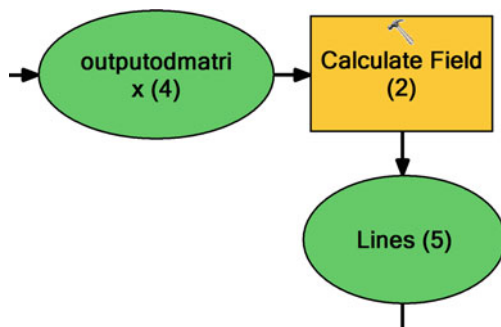 outputodmatri
x (4)
Calculate Field
(2)
Lines (5)